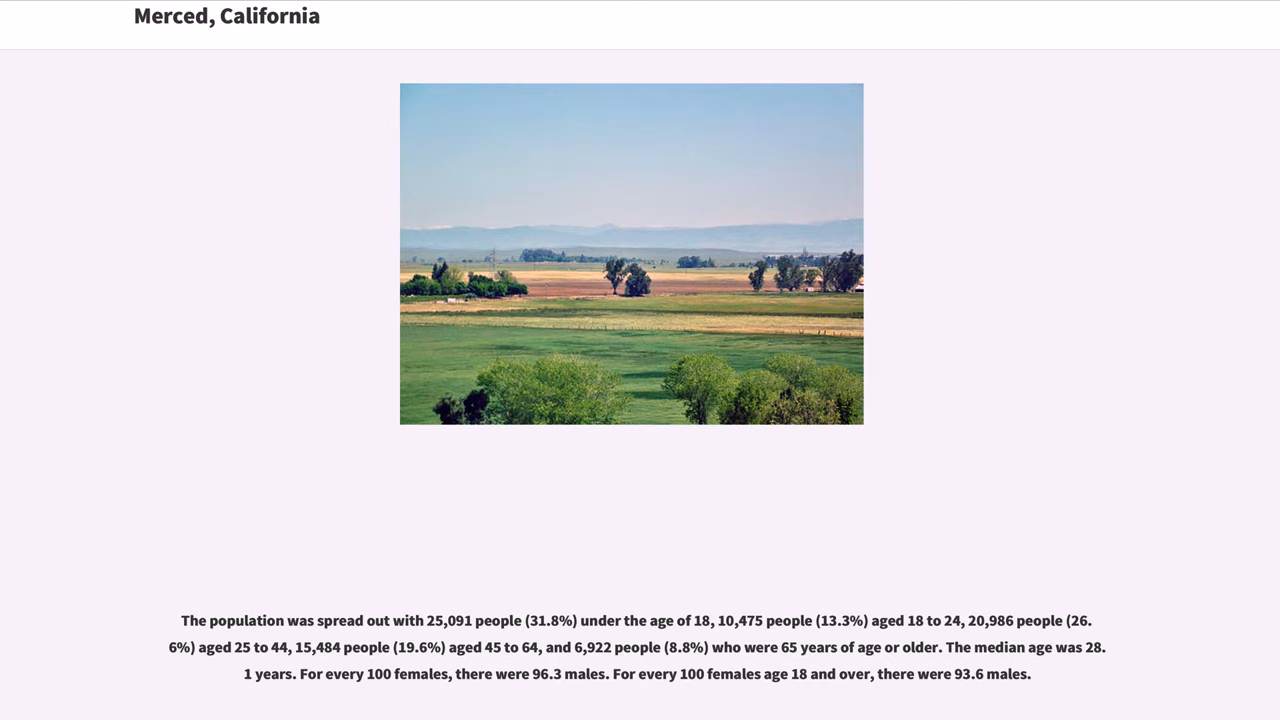 Merced, California
The population was spread out with 25,091 people (31.8%) under the age of 18, 10,475 people (13.3%) aged 18 to 24, 20,986 people (26.
6%) aged 25 to 44, 15,484 people (19.6%) aged 45 to 64, and 6,922 people (8.8%) who were 65 years of age or older. The median age was 28.
1 years. For every 100 females, there were 96.3 males. For every 100 females age 18 and over, there were 93.6 males.